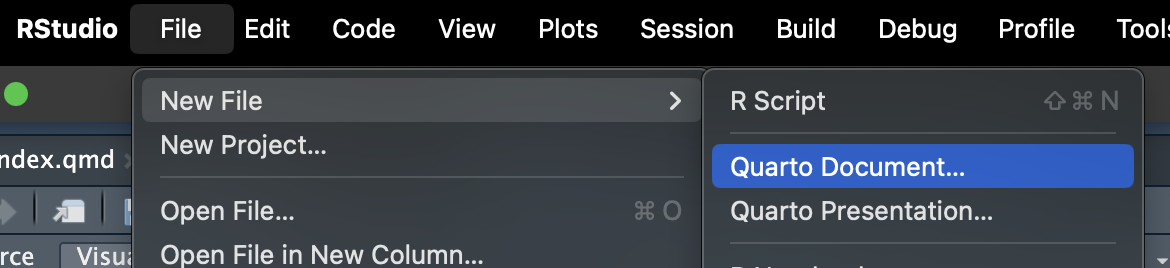 RStudio File Edit Code View Plots Session Build Debug Profile Tools
New File
R Script ⇧ ⌘ N
ndex.qmd
New Project...
Quarto Document...
Open File... ⌘ O
Quarto Presentation...
rce Visua
Open File in New Column...